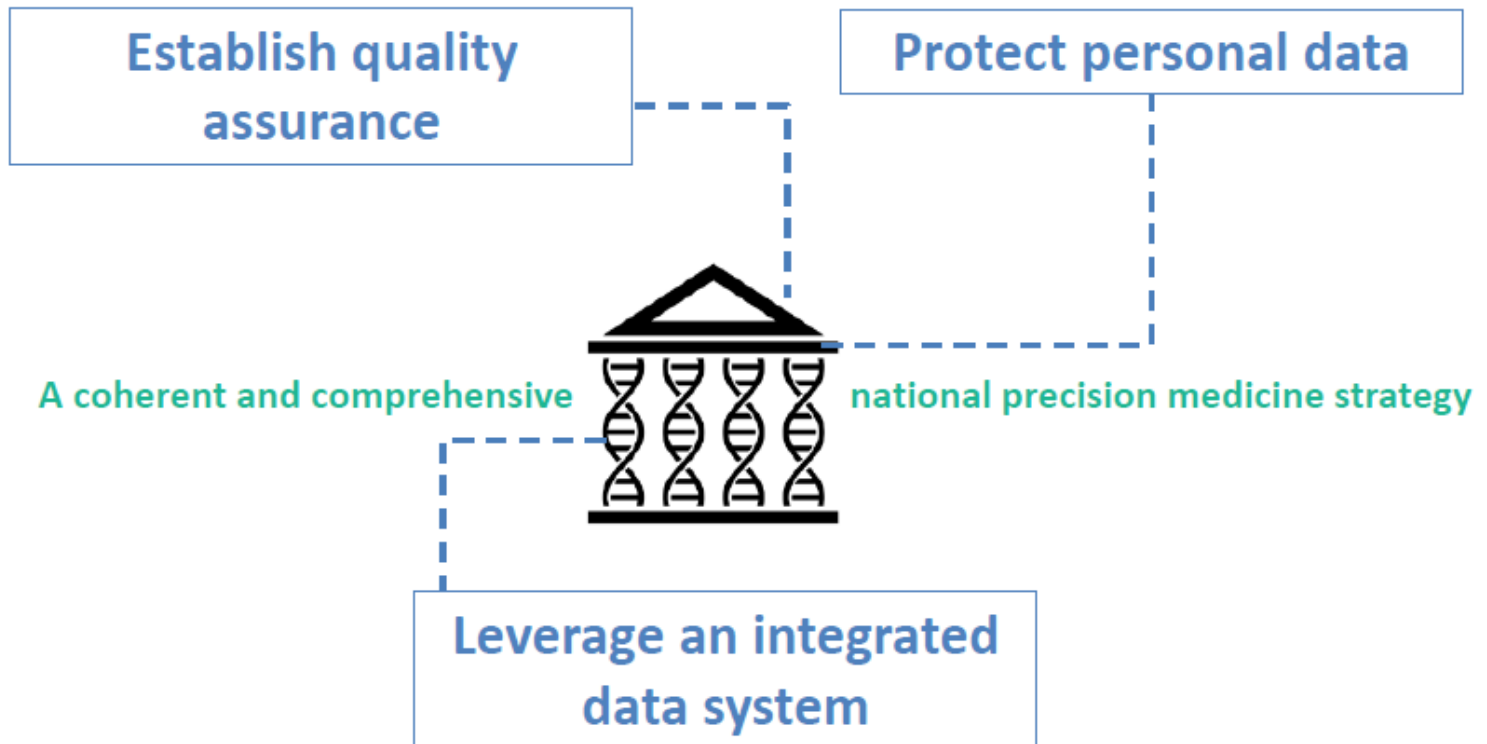 Establish quality
assurance
Protect personal data
A coherent and comprehensive
national precision medicine strategy
Leverage an integrated
data system